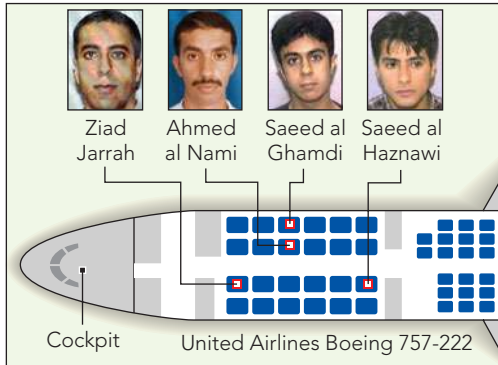 Ziad Jarrah
Ahmed al Nami
Saeed al Ghamdi
Saeed al Haznawi
Cockpit
United Airlines Boeing 757-222